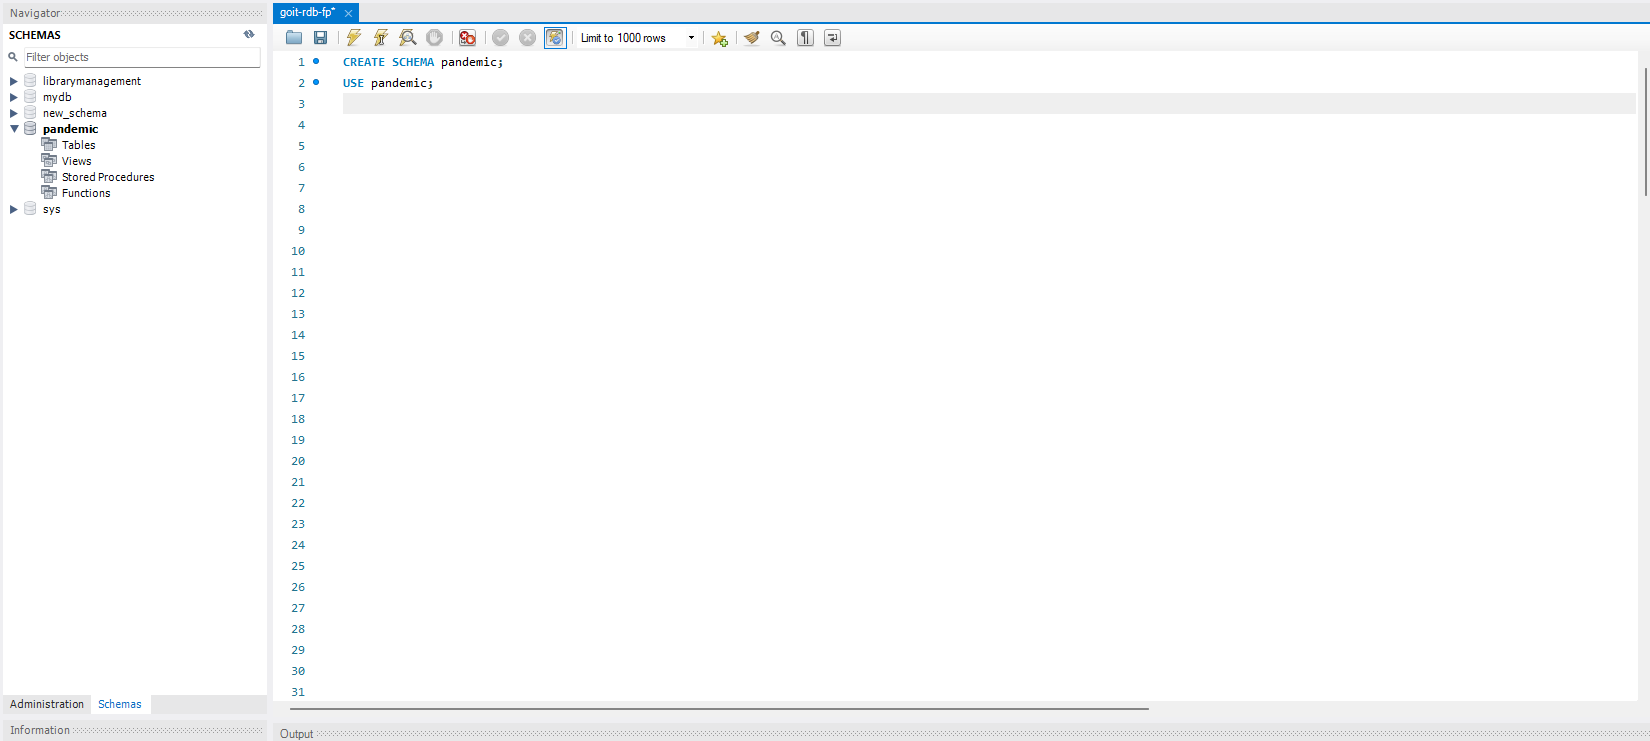 Navigator
SCHEMAS
Filter objects
librarymanagement
mydb
new_schema
pandemic
Tables
Views
Stored Procedures
Functions
sys
Administration
Schemas
Information
goit-rdb-fp*
Limit to 1000 rows
1 CREATE SCHEMA pandemic;
2 USE pandemic;
3
4
5
6
7
8
9
10
11
12
13
14
15
16
17
18
19
20
21
22
23
24
25
26
27
28
29
30
31
Output